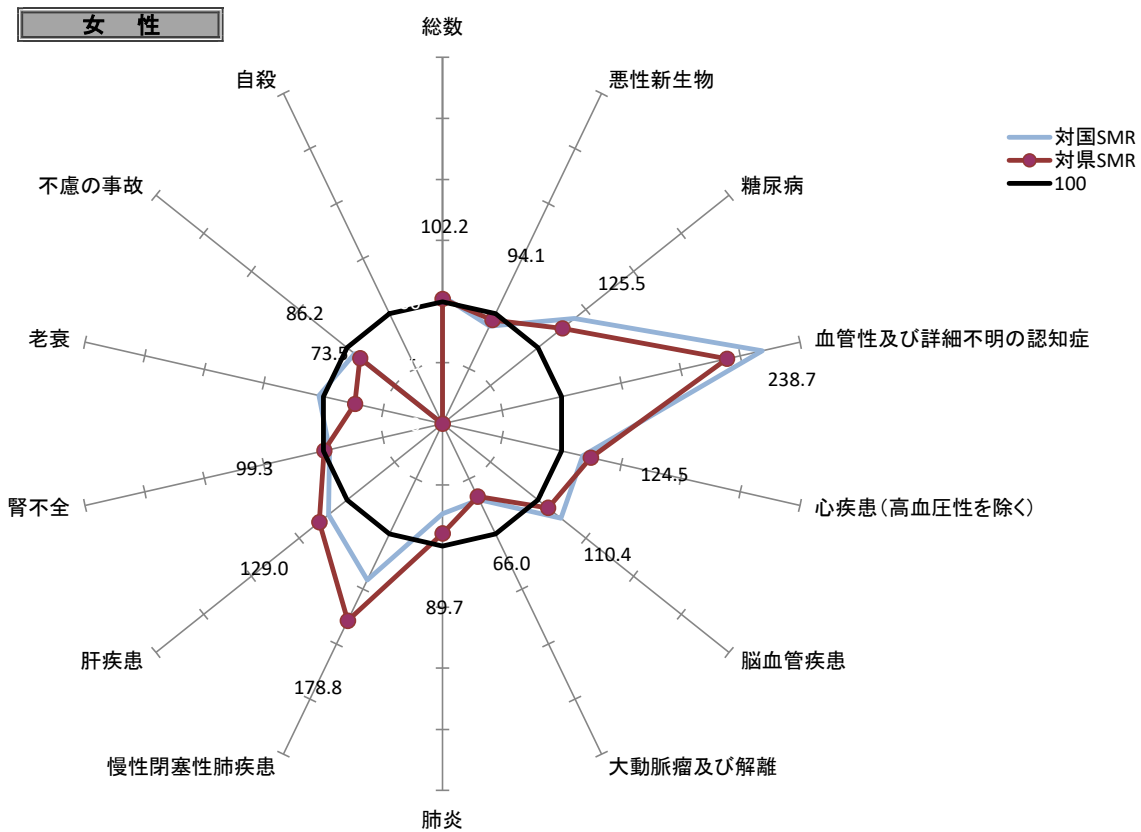 女 性
総数
自殺
悪性新生物
対国SMR
対県SMR
100
不慮の事故
糖尿病
102.2
94.1
125.5
86.2
老衰
73.5
血管性及び詳細不明の認知症
238.7
99.3
124.5
腎不全
心疾患（高血圧性を除く）
129.0
66.0
110.4
89.7
肝疾患
脳血管疾患
178.8
慢性閉塞性肺疾患
大動脈瘤及び解離
肺炎